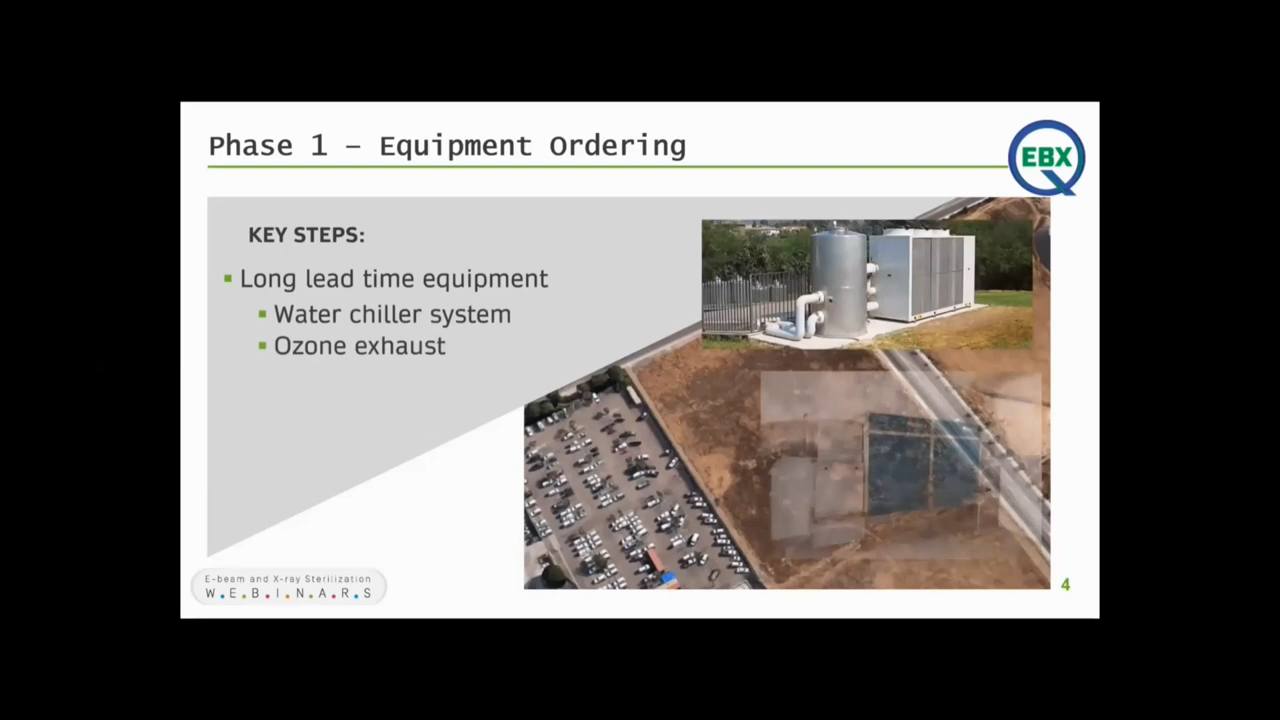 Phase 1 – Equipment Ordering
EBX
KEY STEPS:
Long lead time equipment
Water chiller system
Ozone exhaust
E-beam and X-ray Sterilization
W.E.B.I.N.A.R.S
4